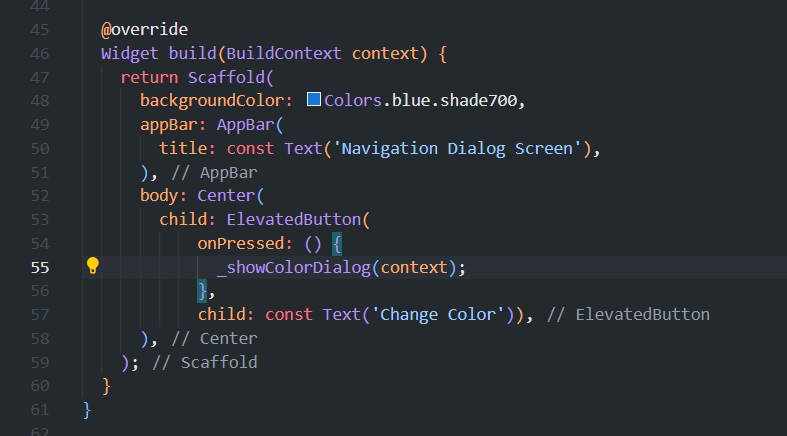 44
45 @override
46 Widget build(BuildContext context) {
47 return Scaffold(
48 backgroundColor: Colors.blue.shade700,
49 appBar: AppBar(
50 title: const Text('Navigation Dialog Screen'),
51 ), // AppBar
52 body: Center(
53 child: ElevatedButton(
54 onPressed: () {
55 _showColorDialog(context);
56 },
57 child: const Text('Change Color')), // ElevatedButton
58 ), // Center
59 ); // Scaffold
60 }
61 }
62